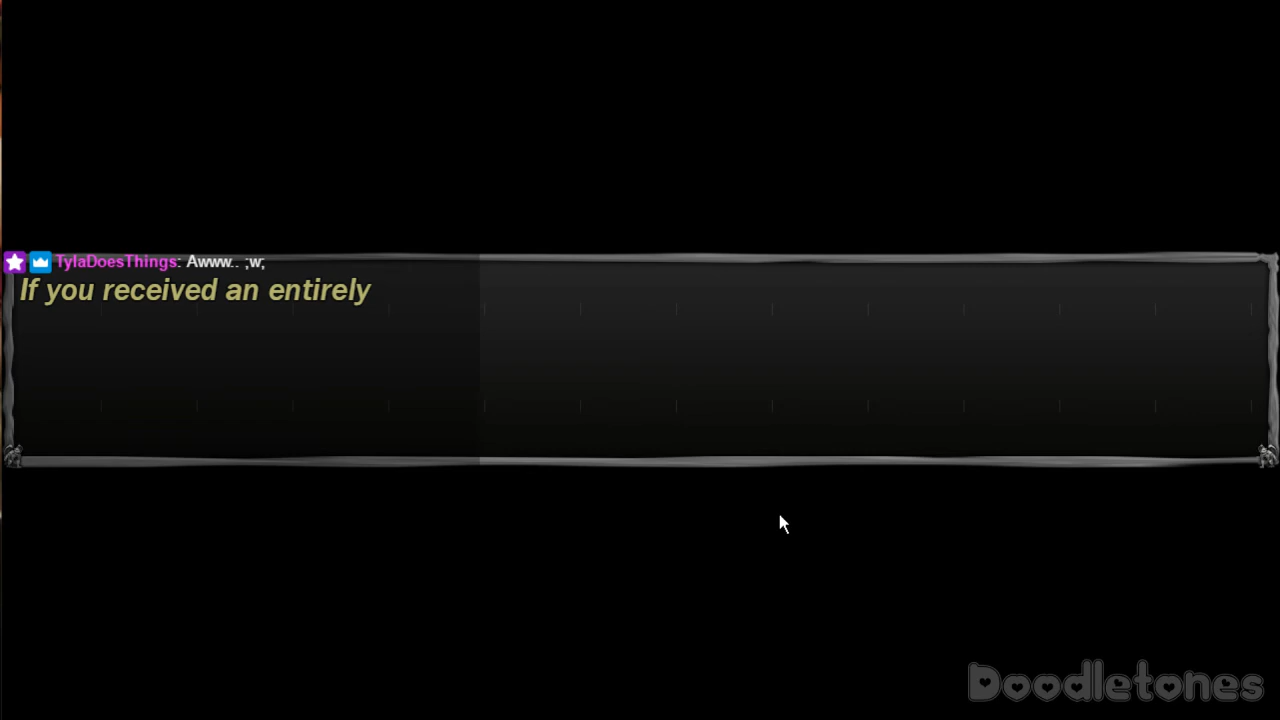 TylaDoesThings: Awww.. ;w;
If you received an entirely
Doodletones